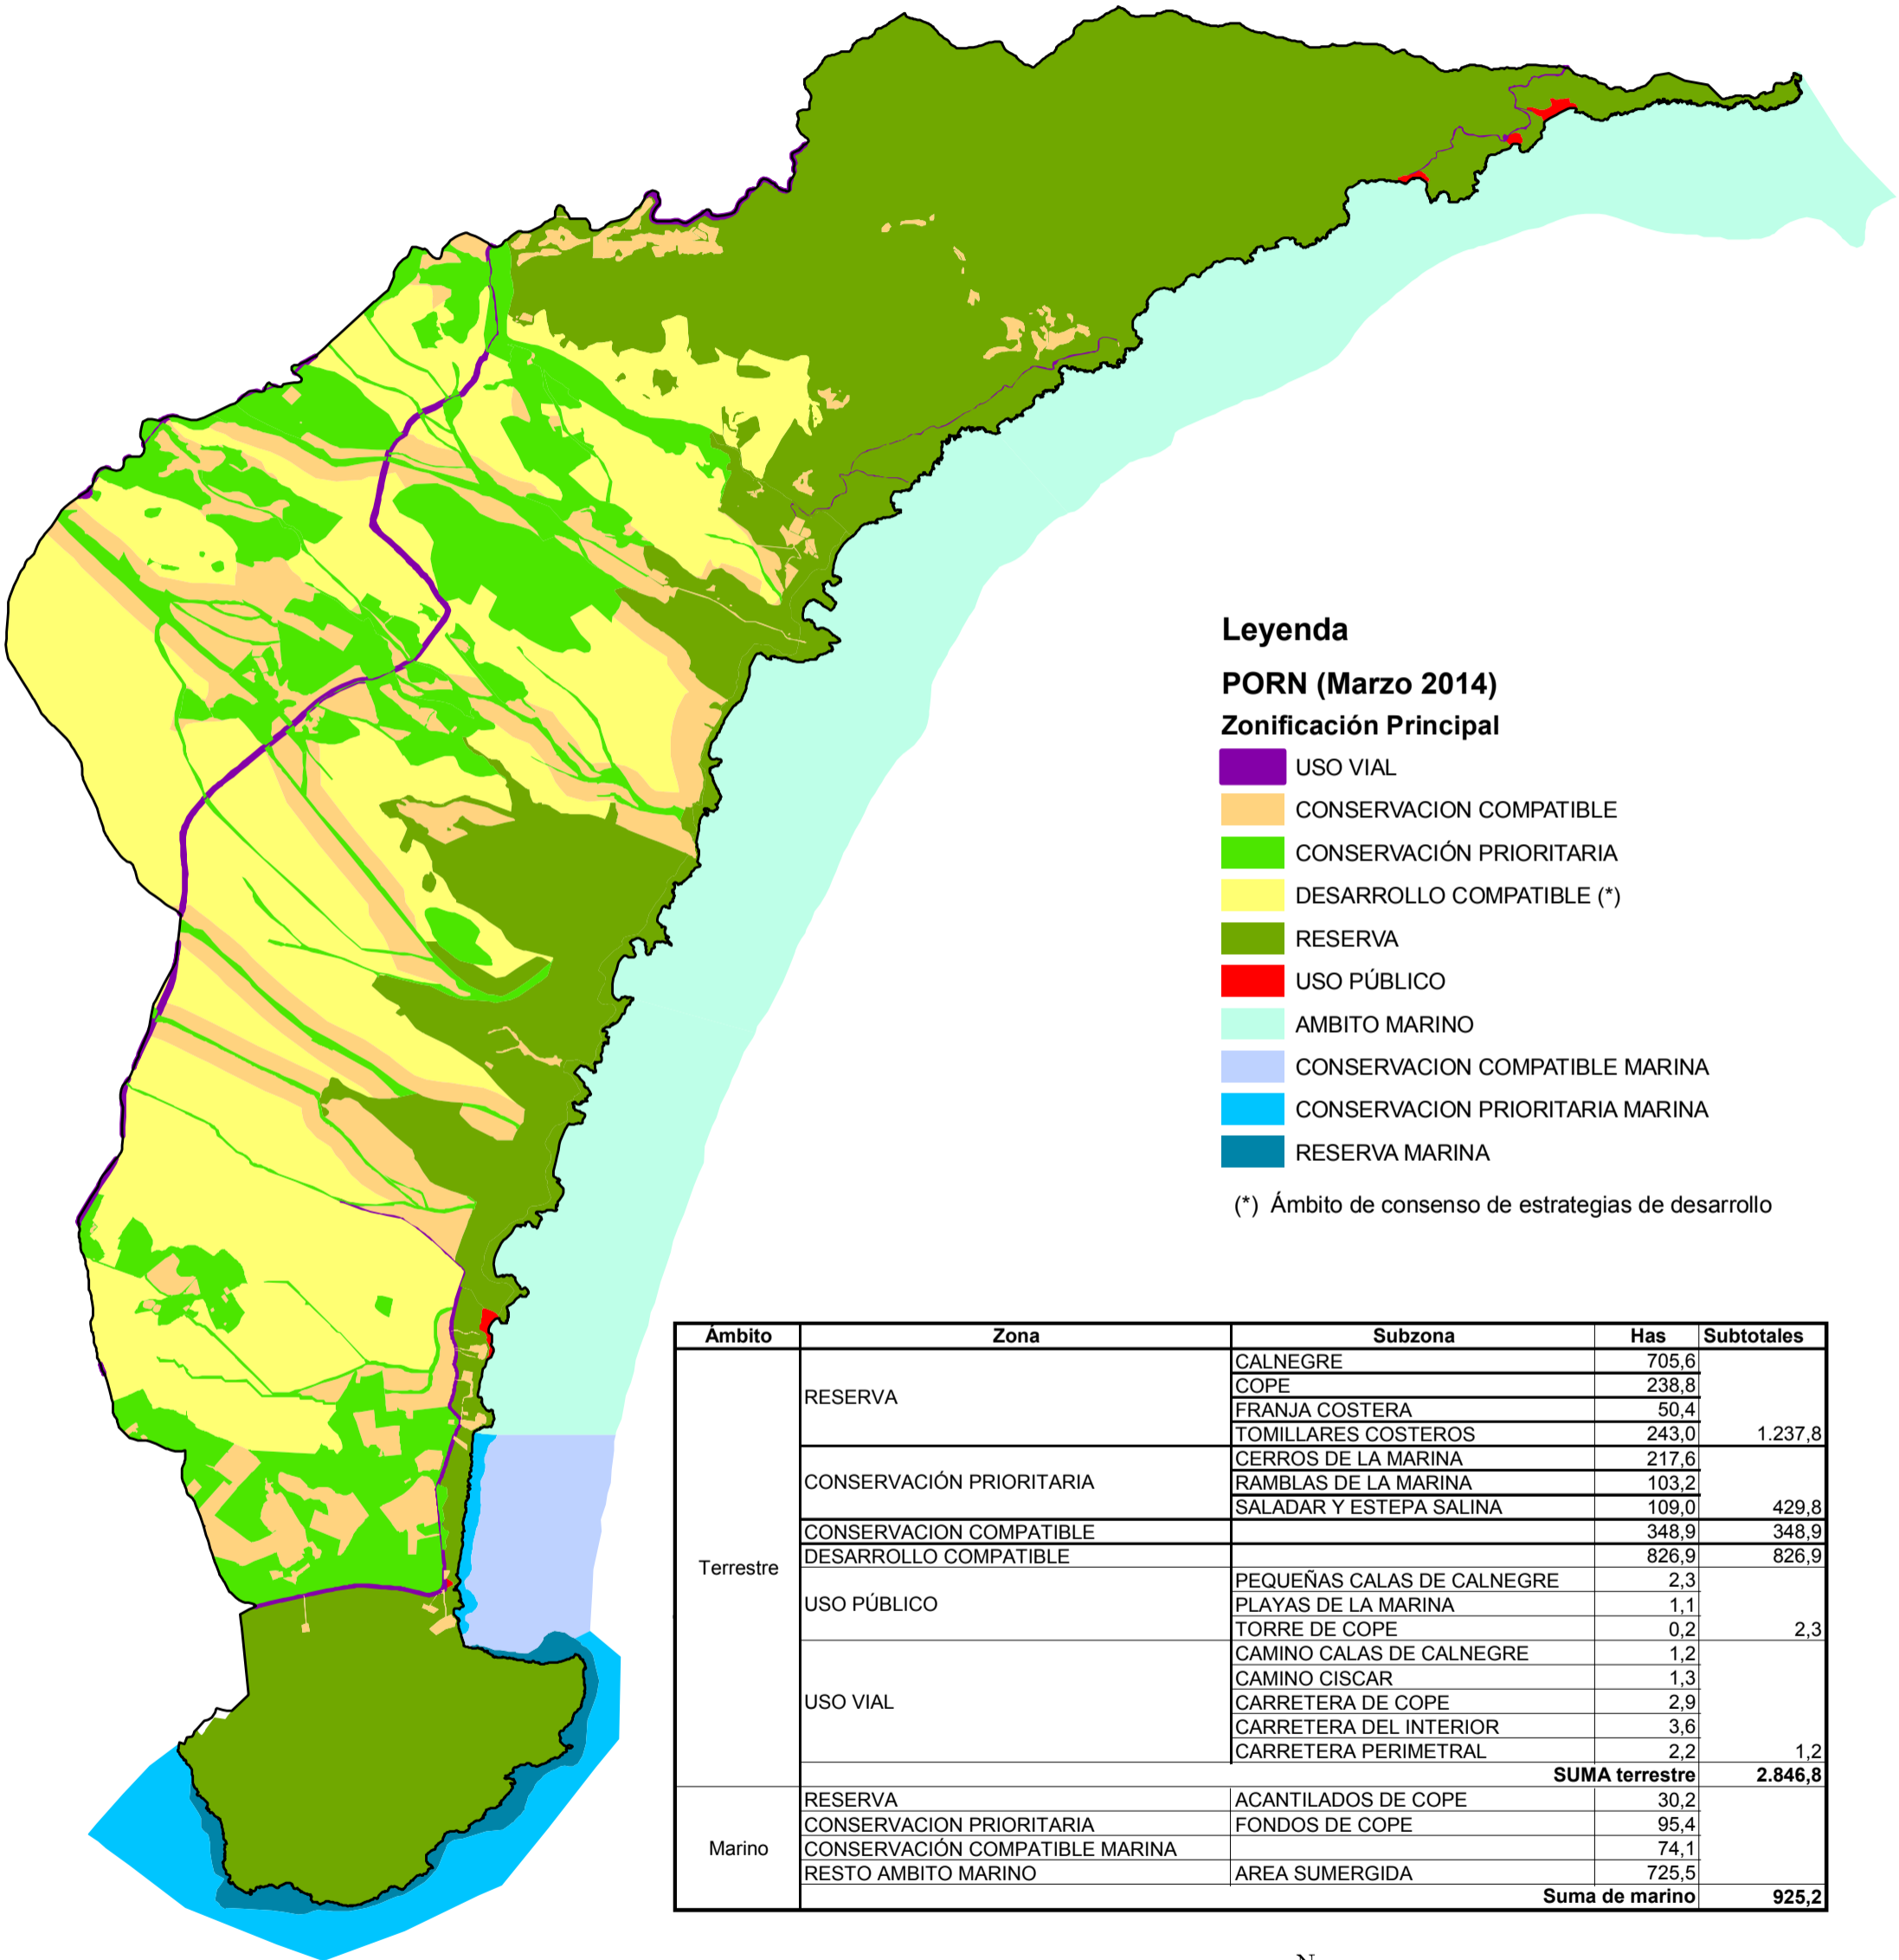 Leyenda
PORN (Marzo 2014)
Zonificación Principal
USO VIAL
CONSERVACION COMPATIBLE
CONSERVACIÓN PRIORITARIA
DESARROLLO COMPATIBLE (*)
RESERVA
USO PÚBLICO
AMBITO MARINO
CONSERVACION COMPATIBLE MARINA
CONSERVACION PRIORITARIA MARINA
RESERVA MARINA
(*) Ámbito de consenso de estrategias de desarrollo
Ámbito Zona Subzona Has Subtotales
Terrestre
RESERVA
CALNEGRE 705,6
COPE 238,8
FRANJA COSTERA 50,4
TOMILLARES COSTEROS 243,0 1.237,8
CONSERVACIÓN PRIORITARIA
CERROS DE LA MARINA 217,6
RAMBLAS DE LA MARINA 103,2
SALADAR Y ESTEPA SALINA 109,0 429,8
CONSERVACION COMPATIBLE 348,9 348,9
DESARROLLO COMPATIBLE 826,9 826,9
USO PÚBLICO
PEQUEÑAS CALAS DE CALNEGRE 2,3
PLAYAS DE LA MARINA 1,1
TORRE DE COPE 0,2 2,3
USO VIAL
CAMINO CALAS DE CALNEGRE 1,2
CAMINO CISCAR 1,3
CARRETERA DE COPE 2,9
CARRETERA DEL INTERIOR 3,6
CARRETERA PERIMETRAL 2,2 1,2
SUMA terrestre 2.846,8
Marino
RESERVA ACANTILADOS DE COPE 30,2
CONSERVACION PRIORITARIA FONDOS DE COPE 95,4
CONSERVACIÓN COMPATIBLE MARINA 74,1
RESTO AMBITO MARINO AREA SUMERGIDA 725,5
Suma de marino 925,2
N